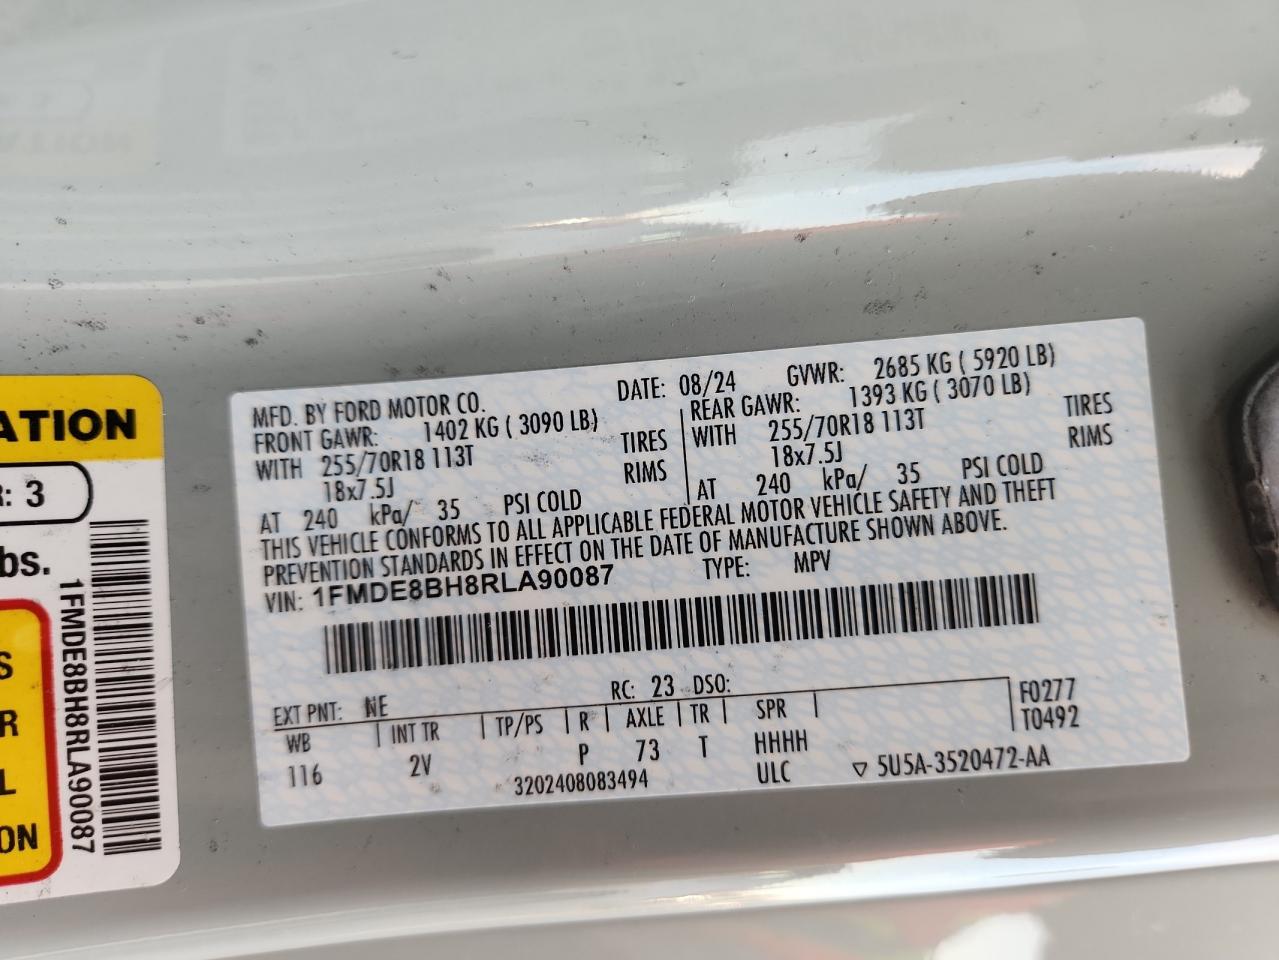 MFD. BY FORD MOTOR CO. DATE: 08/24 GVWR: 2685 KG ( 5920 LB)
FRONT GAWR: 1402 KG ( 3090 LB) REAR GAWR: 1393 KG ( 3070 LB)
WITH 255/70R18 113T TIRES WITH 255/70R18 113T TIRES
18x7.5J RIMS 18x7.5J RIMS
AT 240 kPa/ 35 PSI COLD AT 240 kPa/ 35 PSI COLD
THIS VEHICLE CONFORMS TO ALL APPLICABLE FEDERAL MOTOR VEHICLE SAFETY AND THEFT
PREVENTION STANDARDS IN EFFECT ON THE DATE OF MANUFACTURE SHOWN ABOVE.
VIN: 1FMDE8BH8RLA90087 TYPE: MPV
EXT PNT: NE RC: 23 DSO: F0277
WB INT TR TP/PS R AXLE TR SPR T0492
116 2V P 73 T HHHH
3202408083494 ULC ▽ 5U5A-3520472-AA
ATION
R: 3
bs.
S
R
L
ON
1FMDE8BH8RLA90087